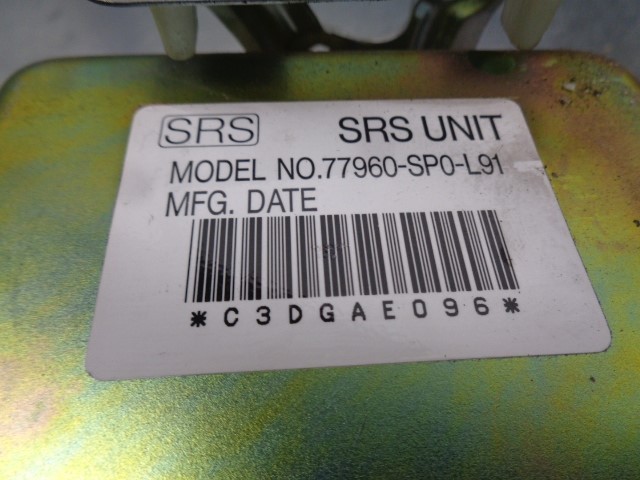 SRS SRS UNIT
MODEL NO.77960-SP0-L91
MFG. DATE
*C3DGAE096*